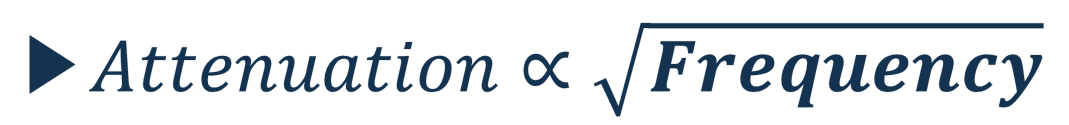 ▶ Attenuation ∝ √Frequency